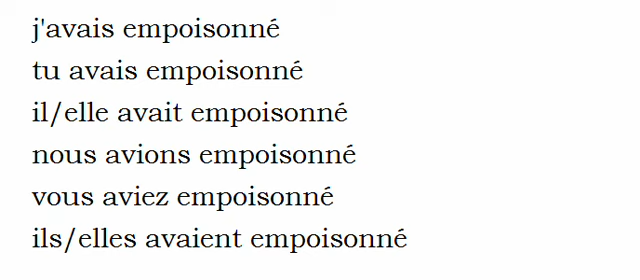 j'avais empoisonné
tu avais empoisonné
il/elle avait empoisonné
nous avions empoisonné
vous aviez empoisonné
ils/elles avaient empoisonné